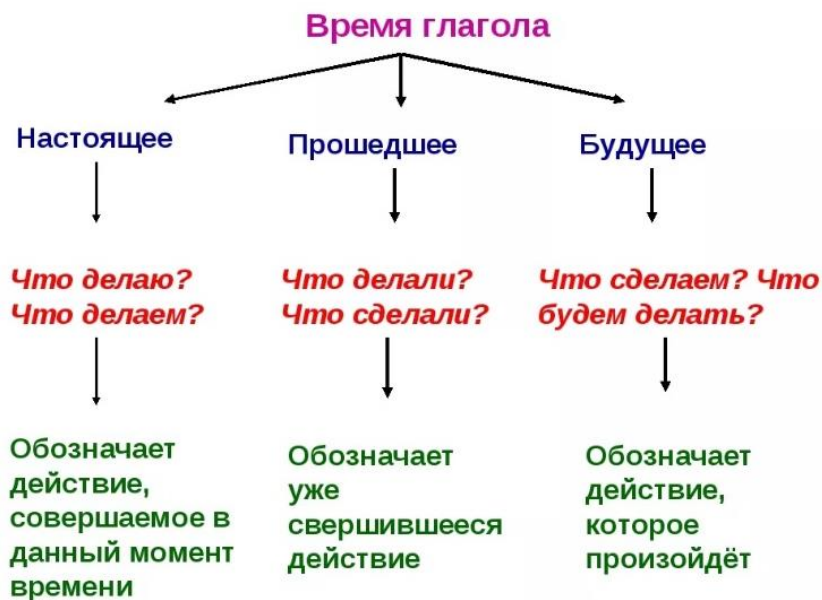 Время глагола
Настоящее
Прошедшее
Будущее
Что делаю?
Что делаем?
Что делали?
Что сделали?
Что сделаем? Что
будем делать?
Обозначает
действие,
совершаемое в
данный момент
времени
Обозначает
уже
свершившееся
действие
Обозначает
действие,
которое
произойдёт